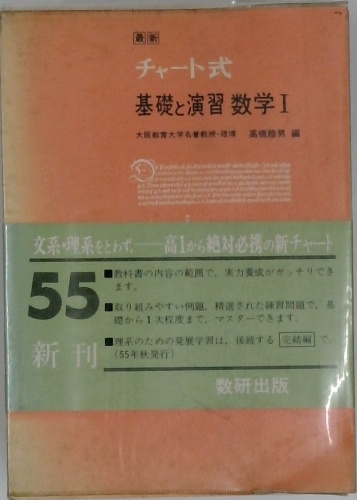 最新
チャート式
基礎と演習 数学I
大阪教育大学名誉教授・理博 高橋陸男 編
文系・理系をとわず,──高1から絶対必携の新チャート
55
新刊
■教科書の内容の範囲で, 実力養成がガッチリでき
ます。
■取り組みやすい例題, 精選された練習問題で, 基
礎から1次程度まで, マスターできます。
■理系のための発展学習は, 後続する 完結編 で。
(55年秋発行)
数研出版